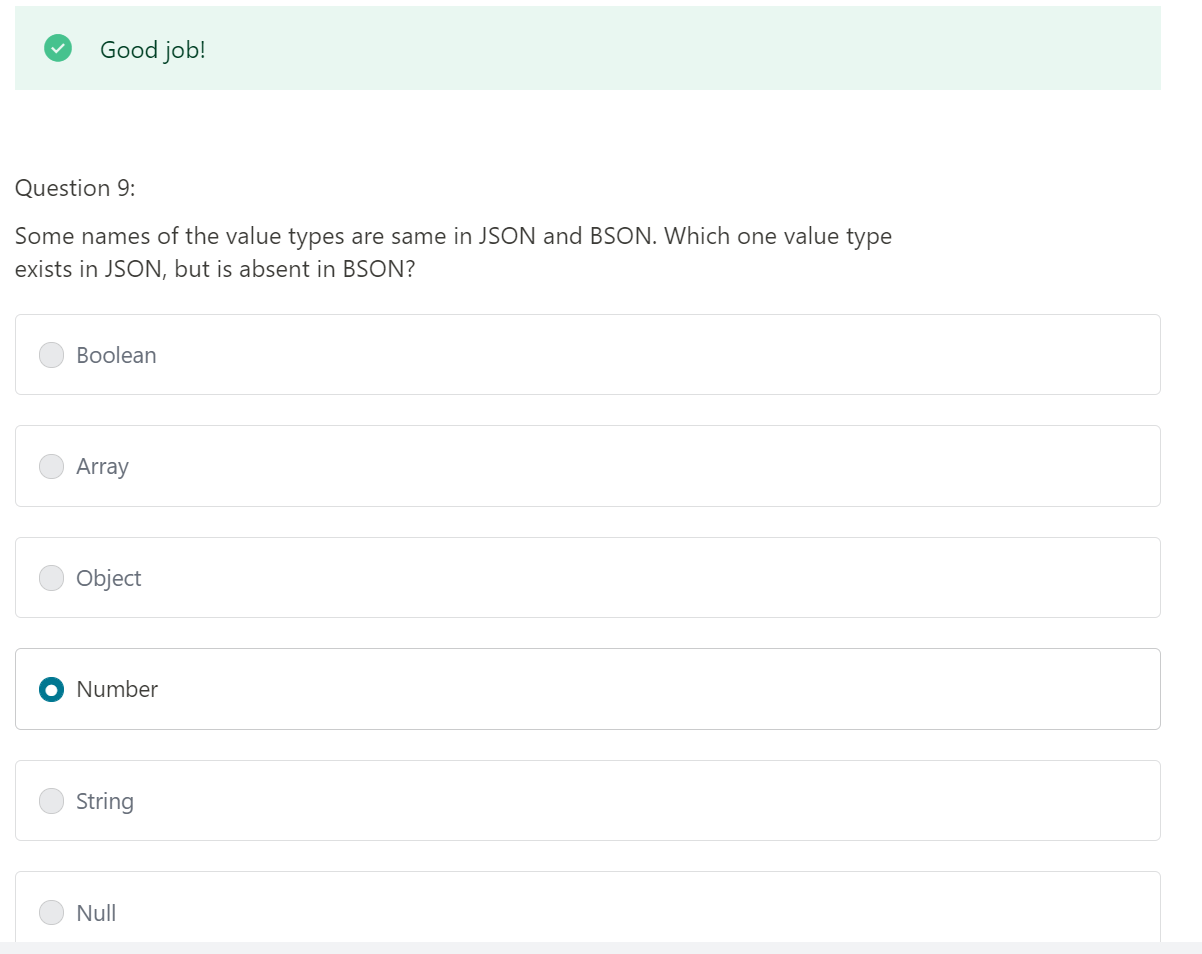 Good job!
Question 9:
Some names of the value types are same in JSON and BSON. Which one value type
exists in JSON, but is absent in BSON?
Boolean
Array
Object
Number
String
Null